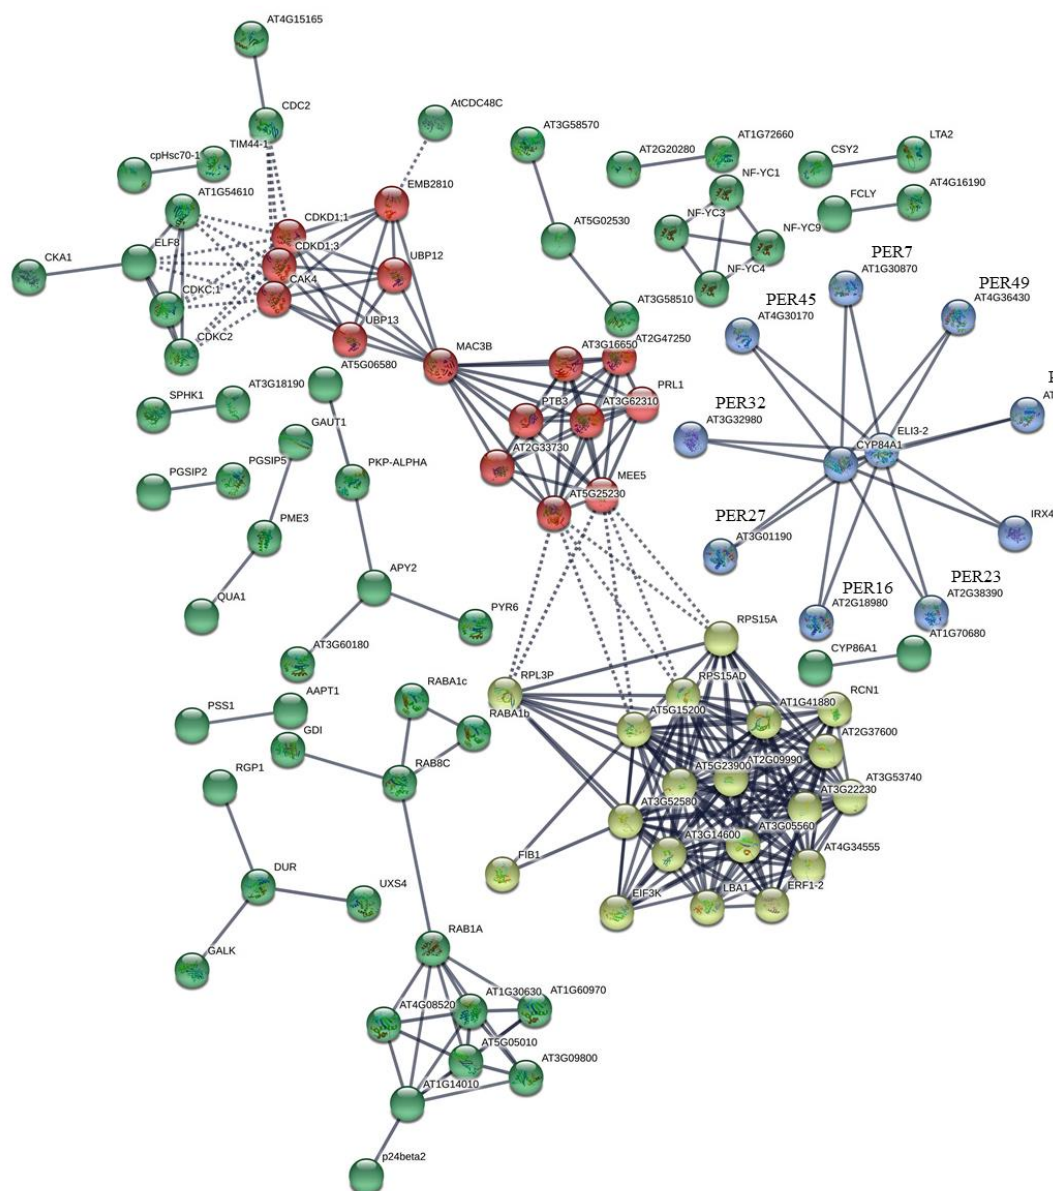 AT4G15165
CDC2
AtCDC48C
TIM44-1
cpHsc70-1
AT3G58570
AT1G72660
AT2G20280
LTA2
CSY2
AT1G54610
EMB2810
NF-YC1
AT4G16190
FCLY
CDKD1;1
ELF8
CDKD1;3
AT5G02530
NF-YC3
NF-YC9
UBP12
CKA1
CAK4
NF-YC4
PER7
AT1G30870
CDKC;1
PER49
AT4G36430
PER45
AT4G30170
CDKC2
UBP13
AT3G58510
AT5G06580
MAC3B
AT3G16650
AT2G47250
SPHK1
AT3G18190
PRL1
P
AT
PTB3
AT3G62310
PER32
AT3G32980
ELI3-2
CYP84A1
GAUT1
AT2G33730
PGSIP2
PGSIP5
PKP-ALPHA
MEE5
AT5G25230
PME3
PER27
AT3G01190
IRX4
APY2
PER16
AT2G18980
PER23
AT2G38390
QUA1
PYR6
AT1G70680
AT3G60180
RPS15A
CYP86A1
RPL3P
RPS15AD
AAPT1
RABA1c
PSS1
RABA1b
AT5G15200
AT1G41880
RCN1
GDI
AT2G37600
RAB8C
AT5G23900
AT2G09990
RGP1
AT3G53740
AT3G22230
AT3G52580
AT3G14600
AT3G05560
AT4G34555
FIB1
DUR
UXS4
EIF3K
LBA1
ERF1-2
GALK
RAB1A
AT1G30630
AT1G60970
AT4G08520
AT5G05010
AT3G09800
AT1G14010
p24beta2